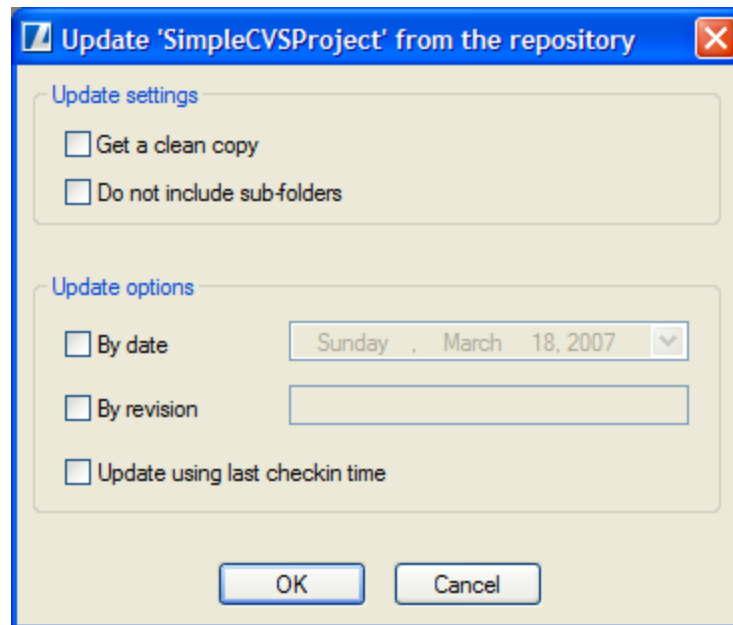 Update 'SimpleCVSProject' from the repository
Update settings
Get a clean copy
Do not include sub-folders
Update options
By date Sunday , March 18, 2007
By revision
Update using last checkin time
OK Cancel